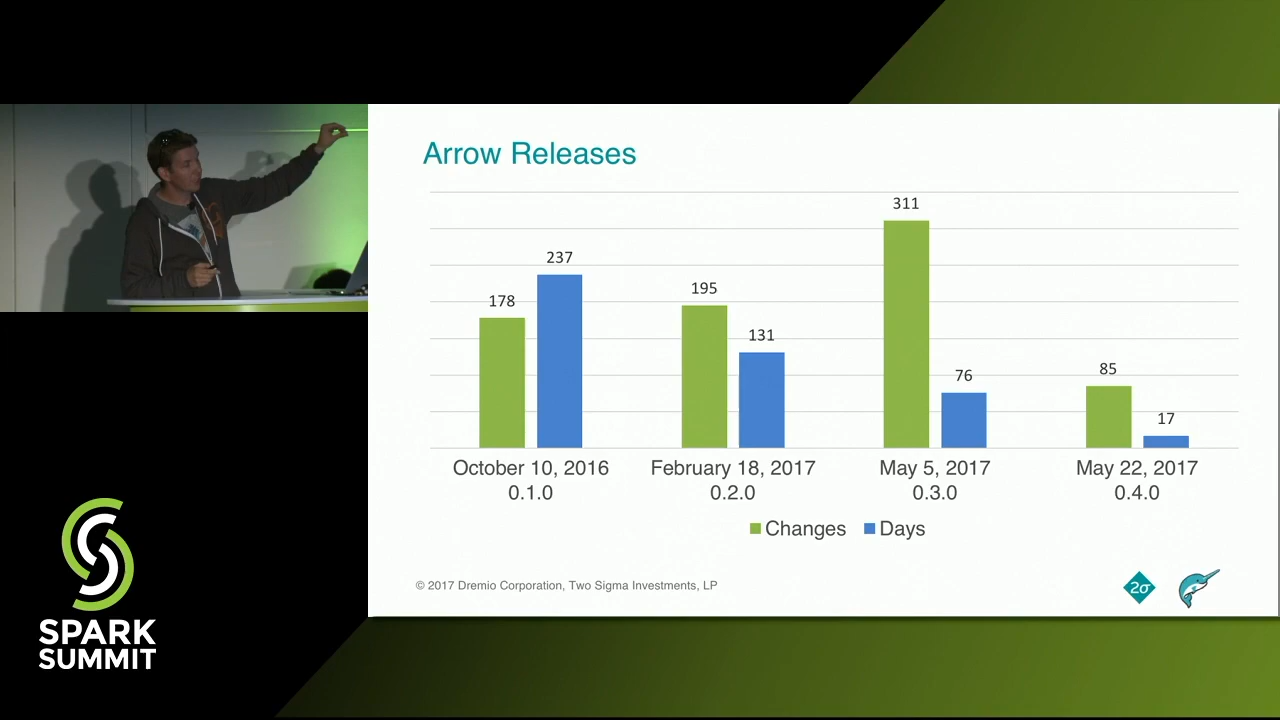 Arrow Releases
311
237
195
178
131
85
76
17
October 10, 2016 February 18, 2017 May 5, 2017 May 22, 2017
0.1.0 0.2.0 0.3.0 0.4.0
Changes Days
© 2017 Dremio Corporation, Two Sigma Investments, LP
2σ
SPARK
SUMMIT